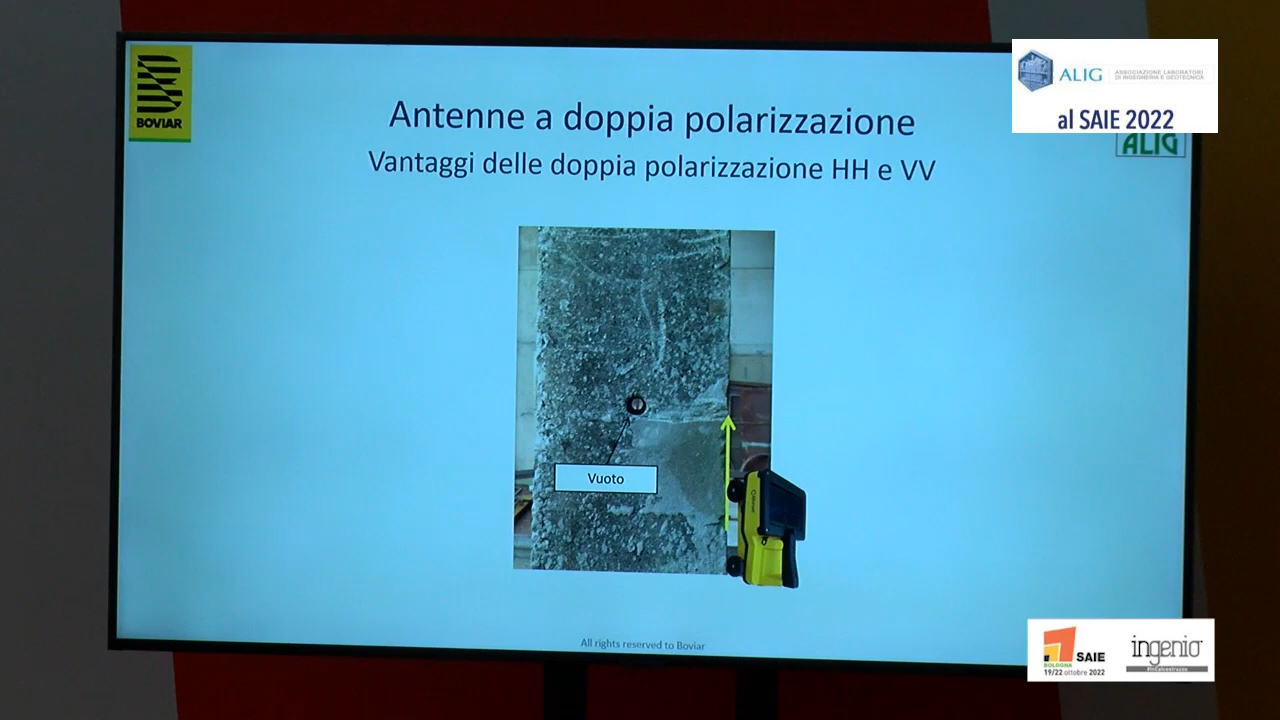 BOVIAR
Antenne a doppia polarizzazione
Vantaggi delle doppia polarizzazione HH e VV
ALIG
ASSOCIAZIONE LABORATORI
DI INGEGNERIA E GEOTECNICA
al SAIE 2022
ALIG
Vuoto
All rights reserved to Boviar
SAIE
BOLOGNA
19/22 ottobre 2022
ingenio
#inCalcestruzzo